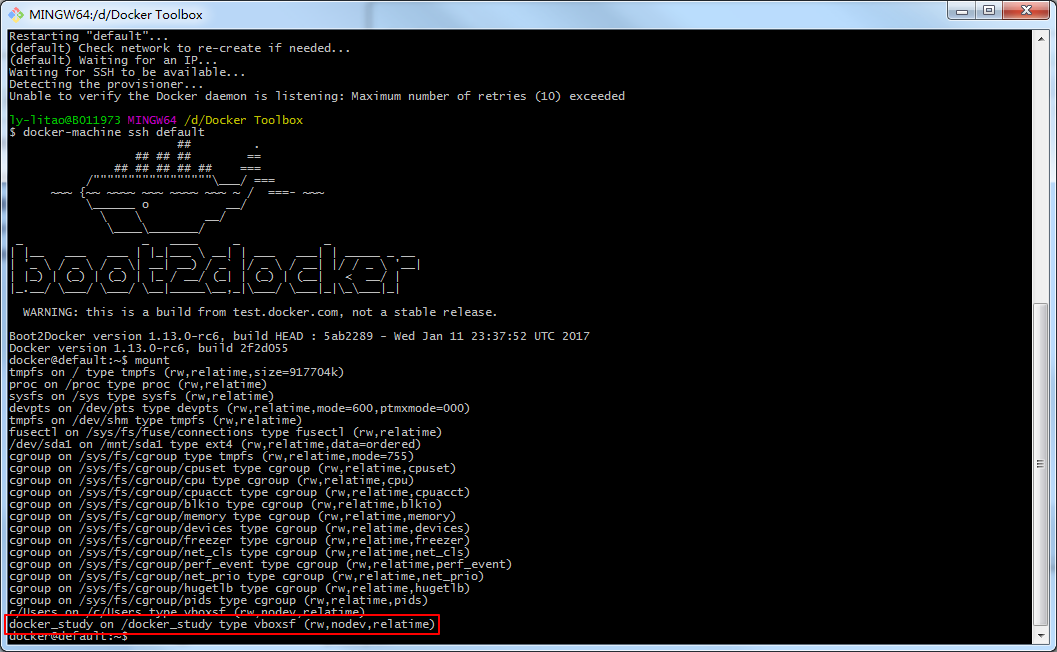 MINGW64:/d/Docker Toolbox
Restarting "default"...
(default) Check network to re-create if needed...
(default) Waiting for an IP...
Waiting for SSH to be available...
Detecting the provisioner...
Unable to verify the Docker daemon is listening: Maximum number of retries (10) exceeded
ly-litao@B011973 MINGW64 /d/Docker Toolbox
$ docker-machine ssh default
boot2docker
WARNING: this is a build from test.docker.com, not a stable release.
Boot2Docker version 1.13.0-rc6, build HEAD : 5ab2289 - Wed Jan 11 23:37:52 UTC 2017
Docker version 1.13.0-rc6, build 2f2d055
docker@default:~$ mount
tmpfs on / type tmpfs (rw,relatime,size=917704k)
proc on /proc type proc (rw,relatime)
sysfs on /sys type sysfs (rw,relatime)
devpts on /dev/pts type devpts (rw,relatime,mode=600,ptmxmode=000)
tmpfs on /dev/shm type tmpfs (rw,relatime)
fusectl on /sys/fs/fuse/connections type fusectl (rw,relatime)
/dev/sda1 on /mnt/sda1 type ext4 (rw,relatime,data=ordered)
cgroup on /sys/fs/cgroup type tmpfs (rw,relatime,mode=755)
cgroup on /sys/fs/cgroup/cpuset type cgroup (rw,relatime,cpuset)
cgroup on /sys/fs/cgroup/cpu type cgroup (rw,relatime,cpu)
cgroup on /sys/fs/cgroup/cpuacct type cgroup (rw,relatime,cpuacct)
cgroup on /sys/fs/cgroup/blkio type cgroup (rw,relatime,blkio)
cgroup on /sys/fs/cgroup/memory type cgroup (rw,relatime,memory)
cgroup on /sys/fs/cgroup/devices type cgroup (rw,relatime,devices)
cgroup on /sys/fs/cgroup/freezer type cgroup (rw,relatime,freezer)
cgroup on /sys/fs/cgroup/net_cls type cgroup (rw,relatime,net_cls)
cgroup on /sys/fs/cgroup/perf_event type cgroup (rw,relatime,perf_event)
cgroup on /sys/fs/cgroup/net_prio type cgroup (rw,relatime,net_prio)
cgroup on /sys/fs/cgroup/hugetlb type cgroup (rw,relatime,hugetlb)
cgroup on /sys/fs/cgroup/pids type cgroup (rw,relatime,pids)
c/Users on /c/Users type vboxsf (rw,nodev,relatime)
docker_study on /docker_study type vboxsf (rw,nodev,relatime)
docker@default:~$